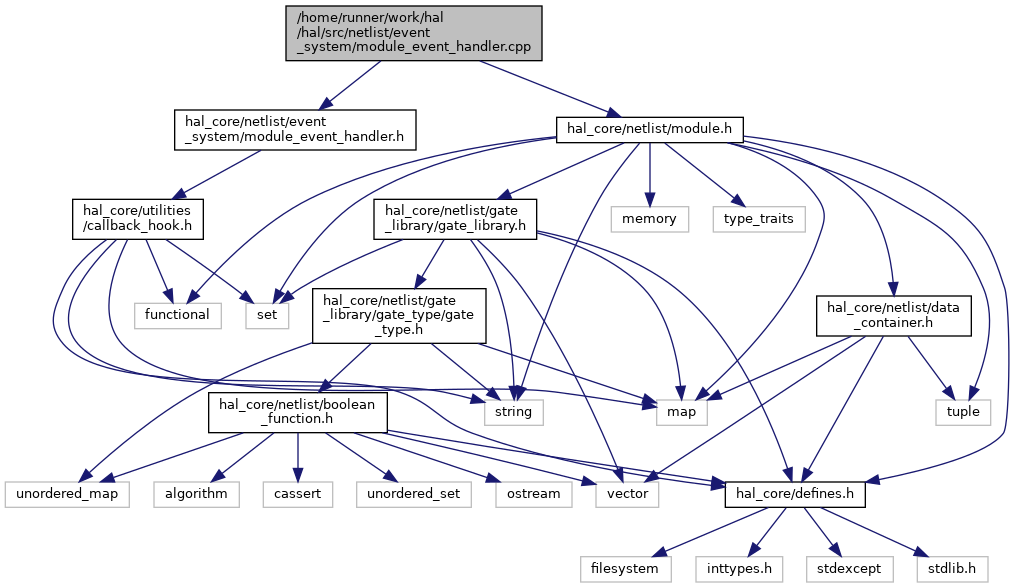 /home/runner/work/hal
/hal/src/netlist/event
_system/module_event_handler.cpp
hal_core/netlist/event
_system/module_event_handler.h
hal_core/netlist/module.h
hal_core/utilities
/callback_hook.h
hal_core/netlist/gate
_library/gate_library.h
memory
type_traits
functional
set
hal_core/netlist/gate
_library/gate_type/gate
_type.h
hal_core/netlist/data
_container.h
hal_core/netlist/boolean
_function.h
string
map
tuple
unordered_map
algorithm
cassert
unordered_set
ostream
vector
hal_core/defines.h
filesystem
inttypes.h
stdexcept
stdlib.h